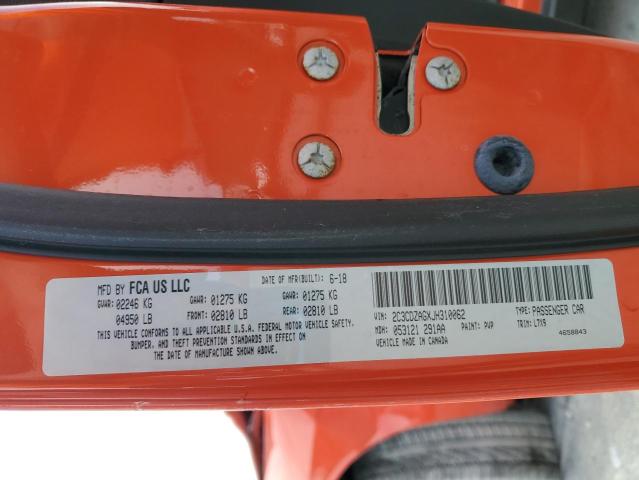 MFD BY FCA US LLC DATE OF MFR(BUILT): 6-18
GVWR: 02246 KG GAWR: 01275 KG GAWR: 01275 KG
04950 LB FRONT: 02810 LB REAR: 02810 LB
THIS VEHICLE CONFORMS TO ALL APPLICABLE U.S.A. FEDERAL MOTOR VEHICLE SAFETY,
BUMPER, AND THEFT PREVENTION STANDARDS IN EFFECT ON THE
DATE OF MANUFACTURE SHOWN ABOVE.
VIN: 2C3CDZAGXJH310062 TYPE: PASSENGER CAR
MDH: 053121 291AA PAINT: PVP TRIM: L7X9
VEHICLE MADE IN CANADA 4658843